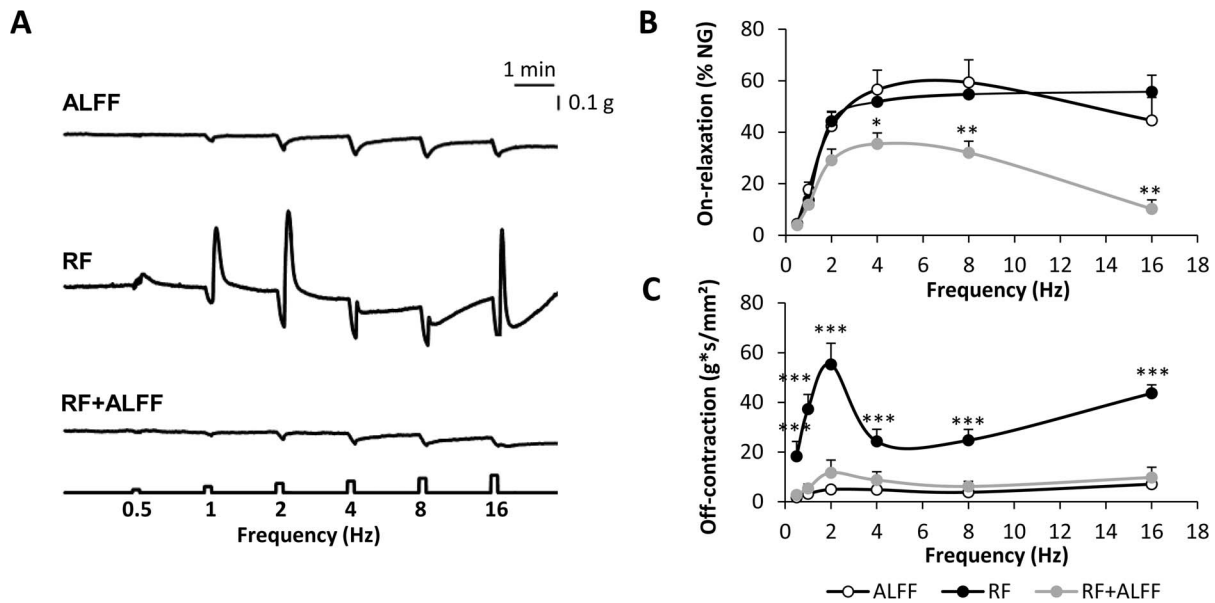 A
1 min
0.1 g
ALFF
RF
RF+ALFF
0.5 1 2 4 8 16
Frequency (Hz)
B
On-relaxation (% NG)
80
60
40
20
0
*
**
**
0 2 4 6 8 10 12 14 16 18
Frequency (Hz)
C
Off-contraction (g*s/mm²)
80
60
40
20
0
***
***
***
***
***
***
0 2 4 6 8 10 12 14 16 18
Frequency (Hz)
ALFF RF RF+ALFF